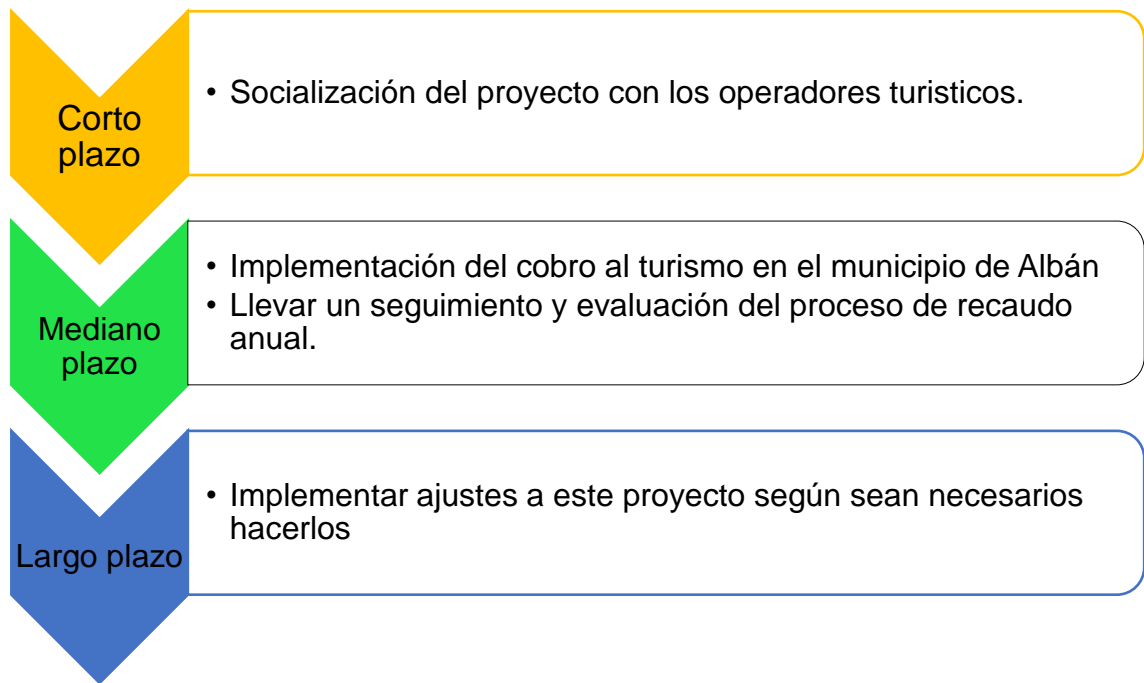 Corto
plazo
• Socialización del proyecto con los operadores turisticos.
Mediano
plazo
• Implementación del cobro al turismo en el municipio de Albán
• Llevar un seguimiento y evaluación del proceso de recaudo
anual.
Largo plazo
• Implementar ajustes a este proyecto según sean necesarios
hacerlos